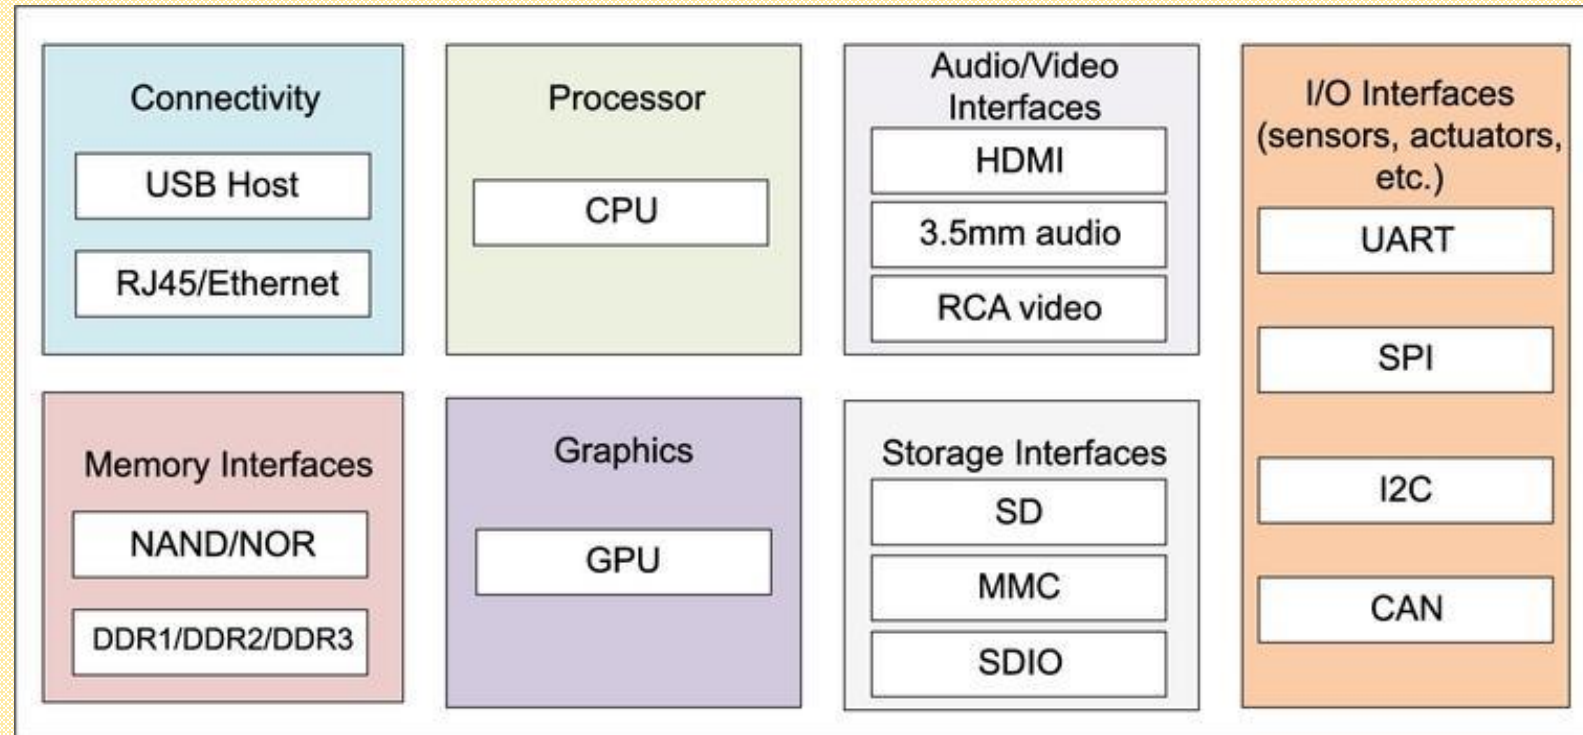 Connectivity
USB Host
RJ45/Ethernet
Processor
CPU
Audio/Video
Interfaces
HDMI
3.5mm audio
RCA video
I/O Interfaces
(sensors, actuators,
etc.)
UART
SPI
I2C
CAN
Memory Interfaces
NAND/NOR
DDR1/DDR2/DDR3
Graphics
GPU
Storage Interfaces
SD
MMC
SDIO